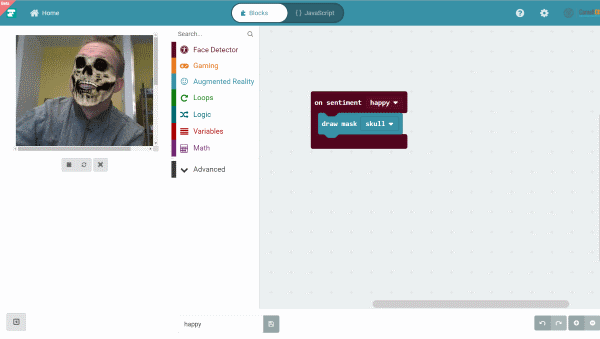 Beta
Home
Blocks
{} JavaScript
Search...
Face Detector
Gaming
Augmented Reality
Loops
Logic
Variables
Math
Advanced
on sentiment happy
draw mask skull
happy